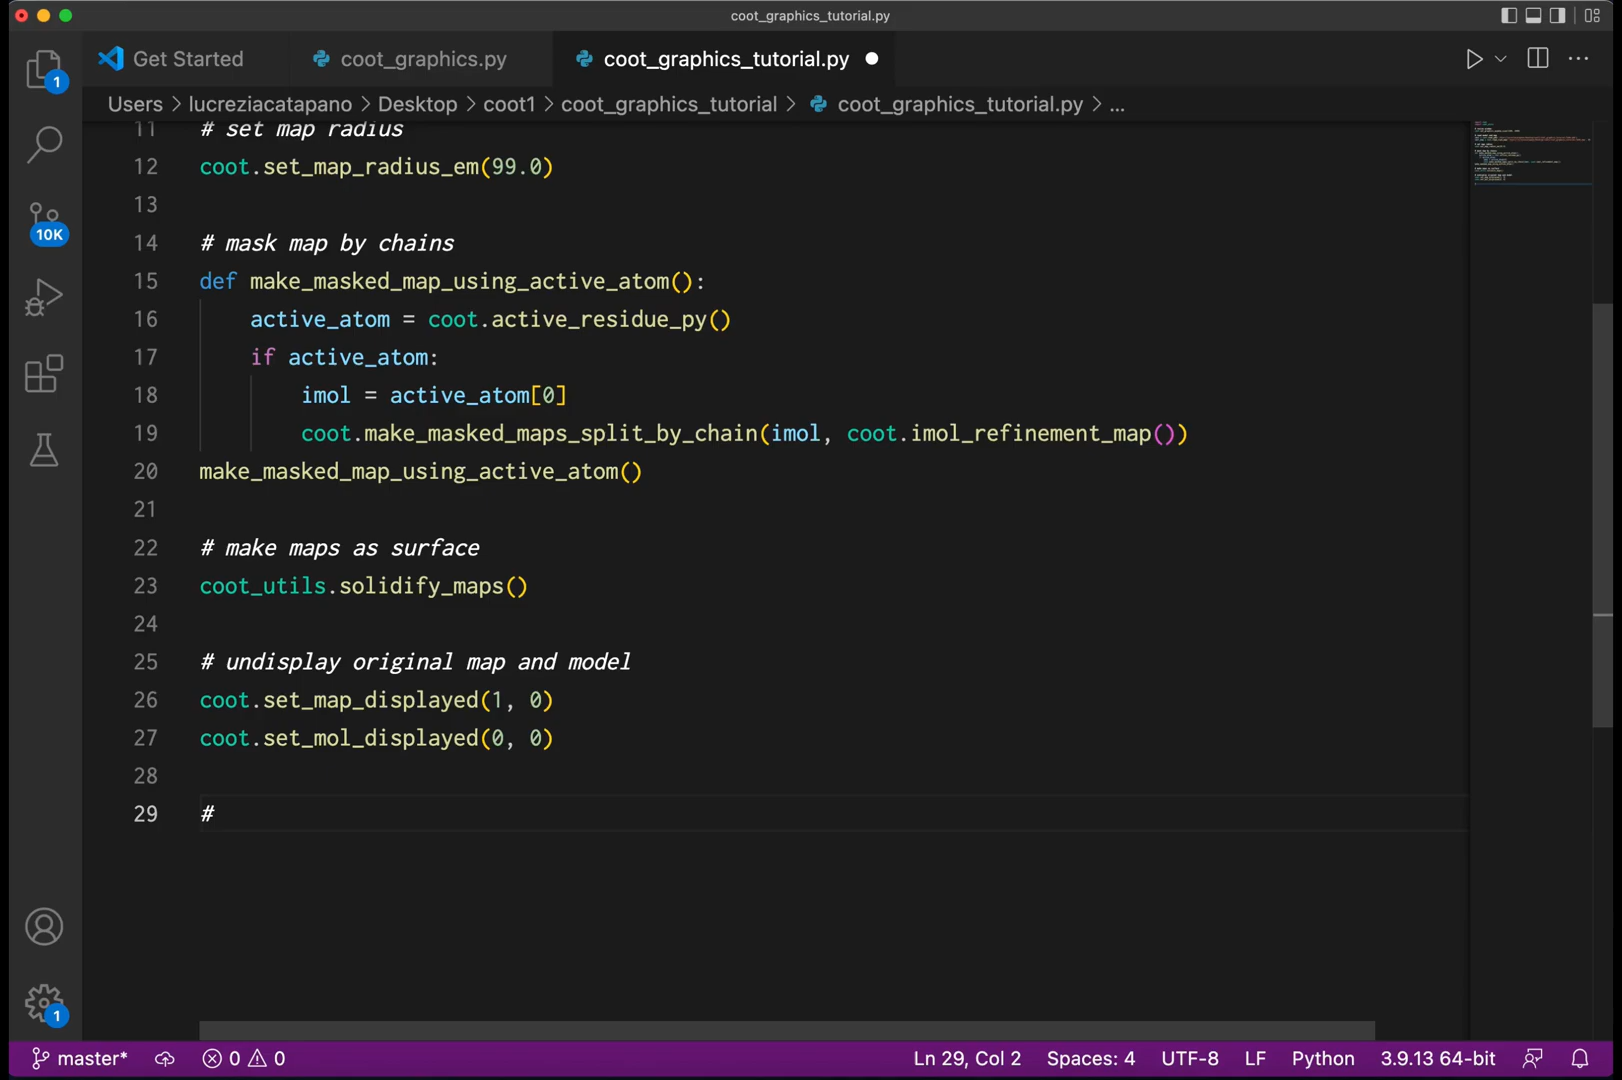 coot_graphics_tutorial.py
Get Started
coot_graphics.py
coot_graphics_tutorial.py
Users > lucreziacatapano > Desktop > coot1 > coot_graphics_tutorial > coot_graphics_tutorial.py > ...
1
10K
1
11 # set map radius
12 coot.set_map_radius_em(99.0)
13
14 # mask map by chains
15 def make_masked_map_using_active_atom():
16 active_atom = coot.active_residue_py()
17 if active_atom:
18 imol = active_atom[0]
19 coot.make_masked_maps_split_by_chain(imol, coot.imol_refinement_map())
20 make_masked_map_using_active_atom()
21
22 # make maps as surface
23 coot_utils.solidify_maps()
24
25 # undisplay original map and model
26 coot.set_map_displayed(1, 0)
27 coot.set_mol_displayed(0, 0)
28
29 #
master* 0 0 Ln 29, Col 2 Spaces: 4 UTF-8 LF Python 3.9.13 64-bit